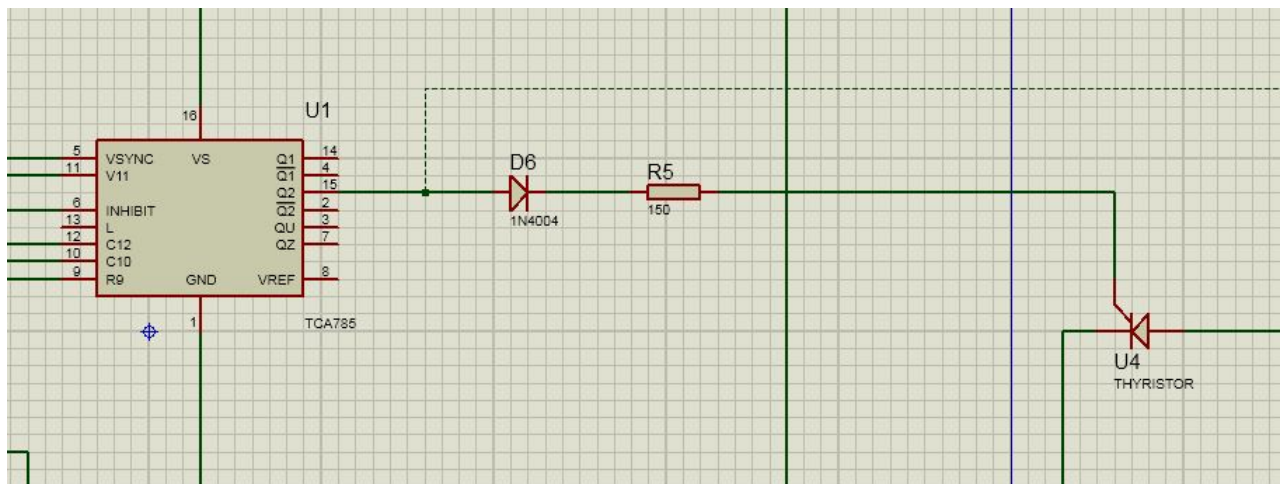 U1
16
5 VSYNC VS Q1 14
11 V11 Q1 4
Q2 15
6 INHIBIT Q2 2
13 L QU 3
12 C12 QZ 7
10 C10
9 R9 GND VREF 8
1
TCA785
D6
1N4004
R5
150
U4
THYRISTOR